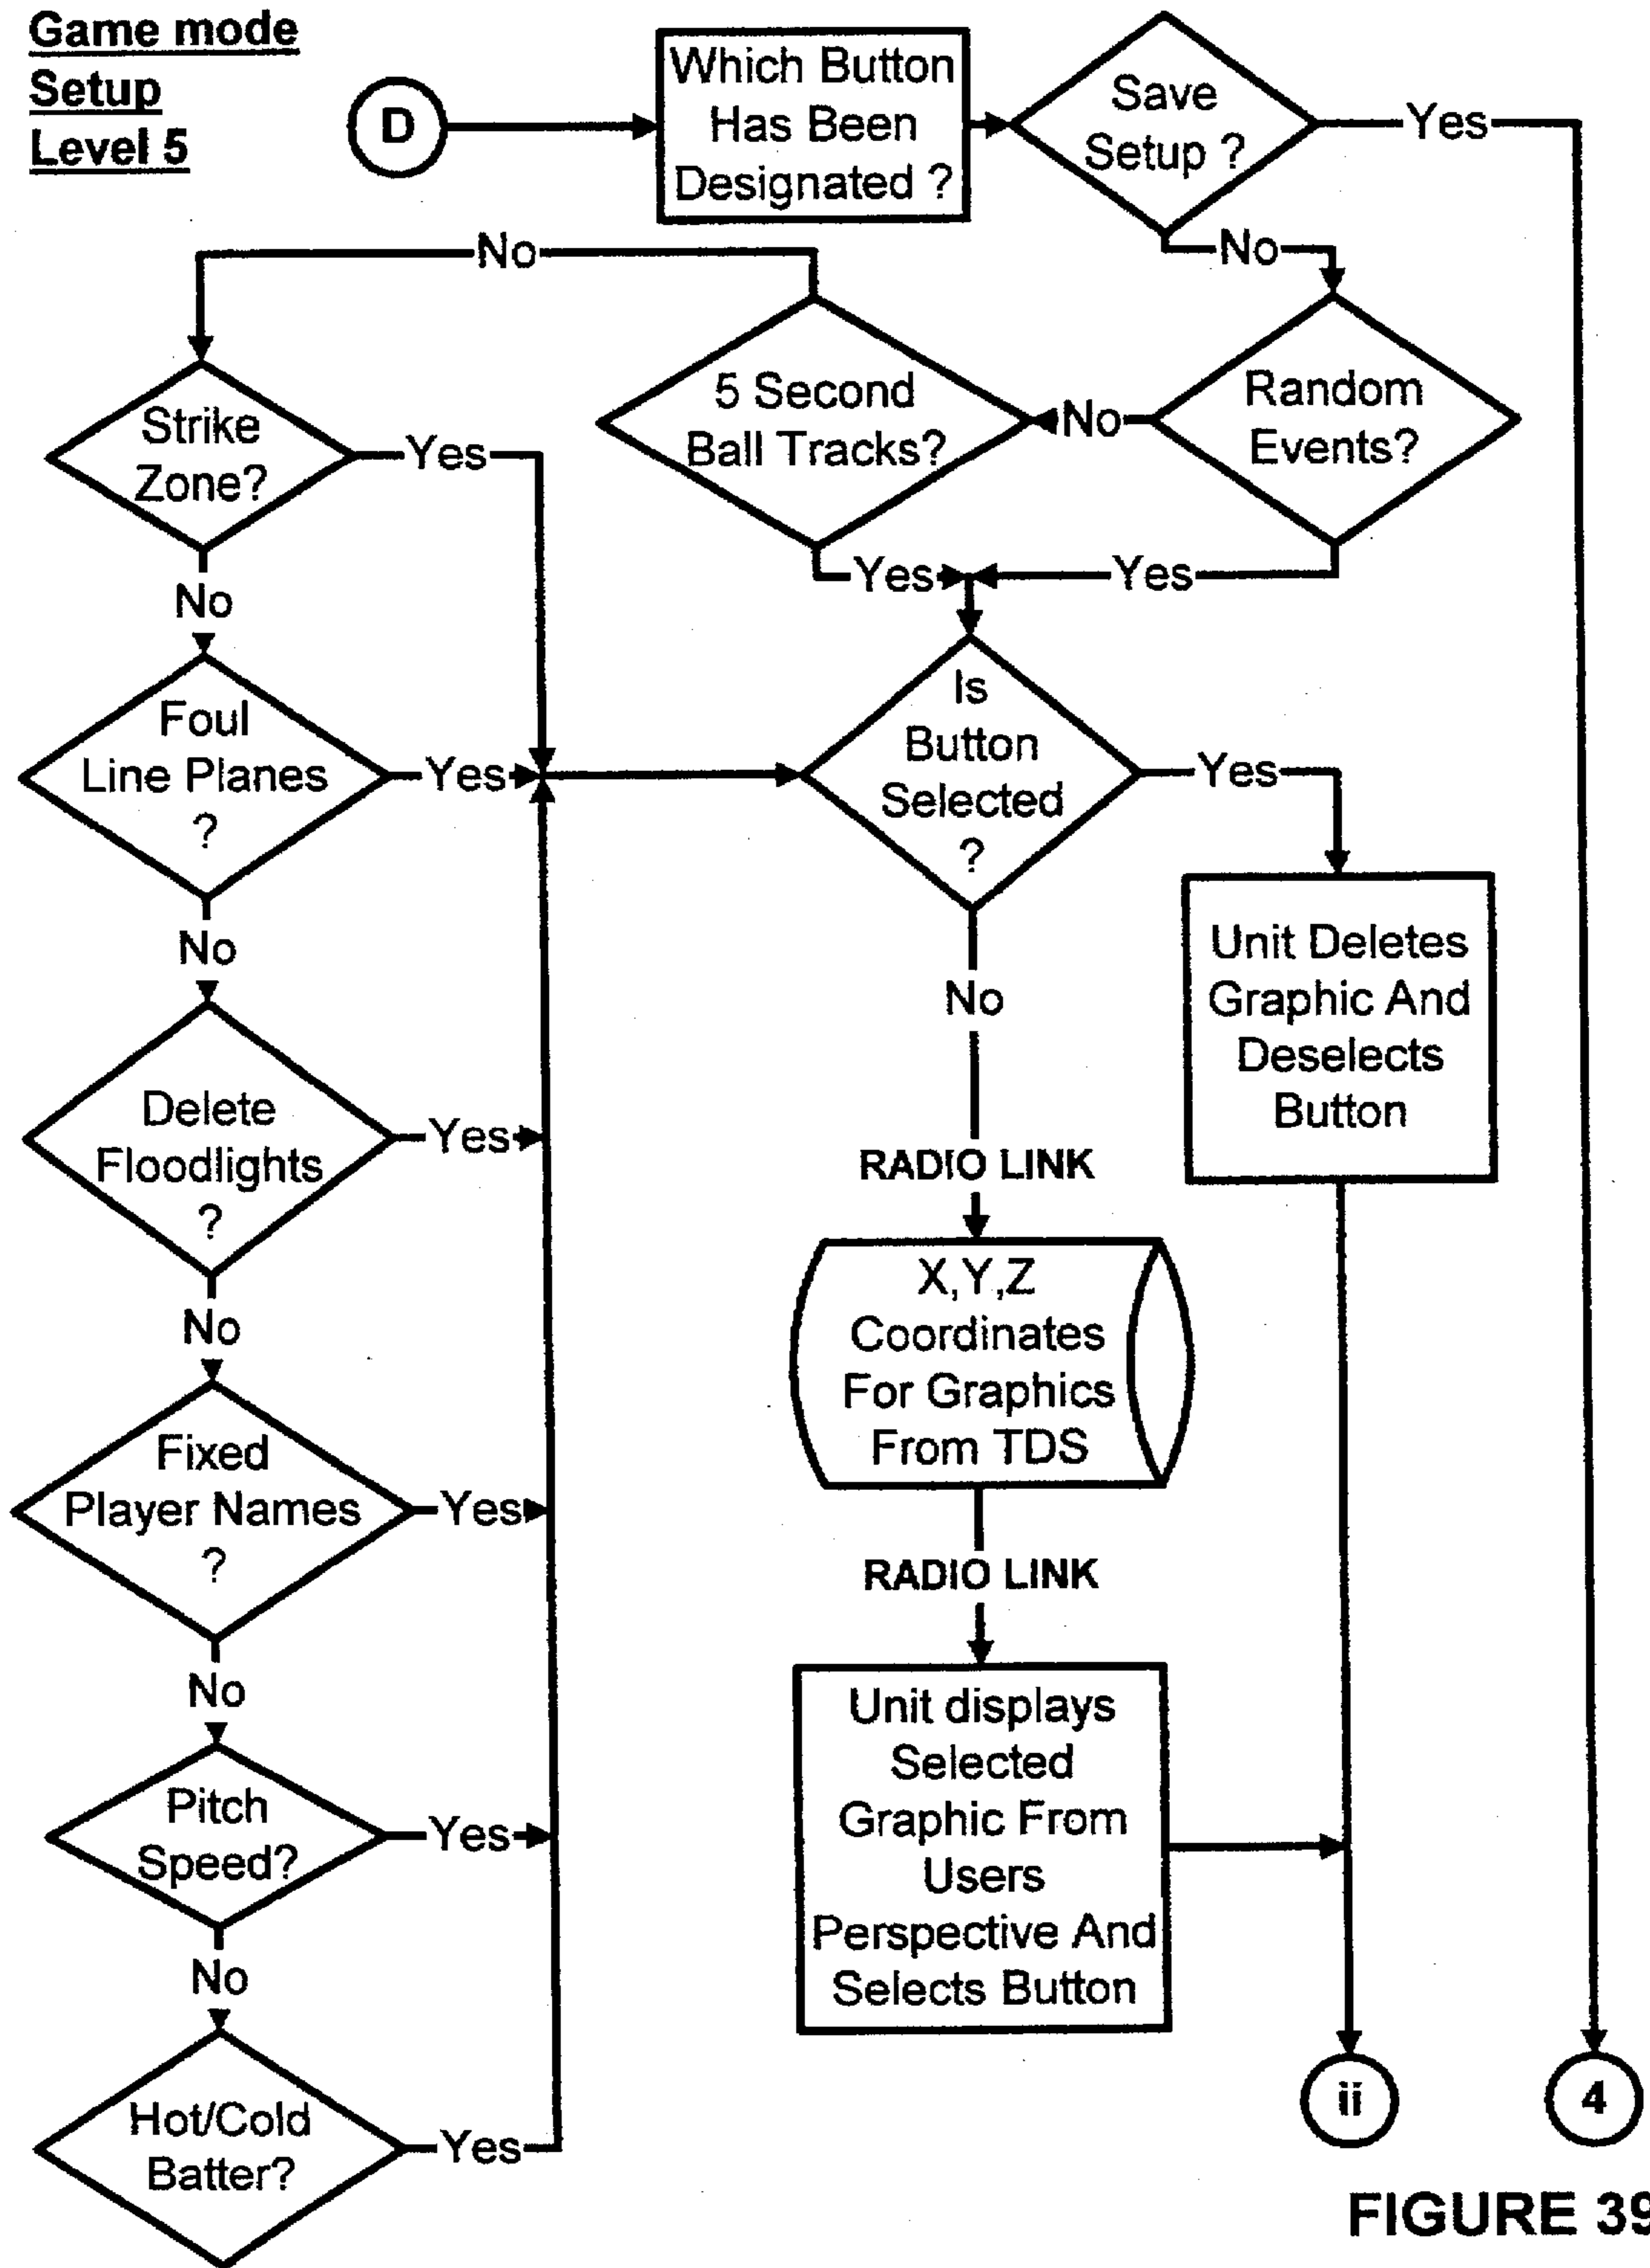 Game mode
Setup
Level 5
D
Which Button
Has Been
Designated ?
Save
Setup ?
Yes
No
No
5 Second
Ball Tracks?
No
Random
Events?
Strike
Zone?
Yes
Yes
Yes
No
Foul
Line Planes
?
Yes
Is
Button
Selected
?
Yes
No
Unit Deletes
Graphic And
Deselects
Button
No
Delete
Floodlights
?
Yes
RADIO LINK
X,Y,Z
Coordinates
For Graphics
From TDS
No
Fixed
Player Names
?
Yes
RADIO LINK
No
Unit displays
Selected
Graphic From
Users
Perspective And
Selects Button
Pitch
Speed?
Yes
No
Hot/Cold
Batter?
Yes
ii
4
FIGURE 39